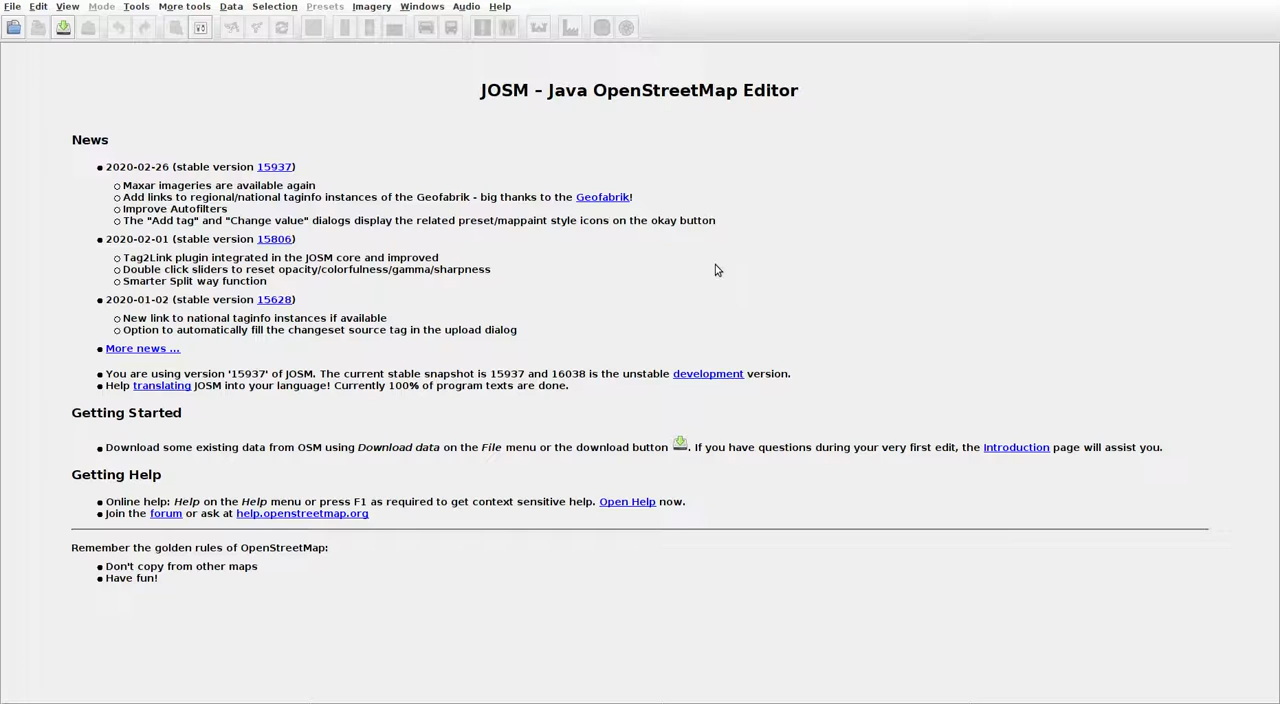 File Edit View Mode Tools More tools Data Selection Presets Imagery Windows Audio Help
JOSM – Java OpenStreetMap Editor
News
2020-02-26 (stable version 15937)
Maxar imageries are available again
Add links to regional/national taginfo instances of the Geofabrik - big thanks to the Geofabrik!
Improve Autofilters
The "Add tag" and "Change value" dialogs display the related preset/mappaint style icons on the okay button
2020-02-01 (stable version 15806)
Tag2Link plugin integrated in the JOSM core and improved
Double click sliders to reset opacity/colorfulness/gamma/sharpness
Smarter Split way function
2020-01-02 (stable version 15628)
New link to national taginfo instances if available
Option to automatically fill the changeset source tag in the upload dialog
More news ...
You are using version '15937' of JOSM. The current stable snapshot is 15937 and 16038 is the unstable development version.
Help translating JOSM into your language! Currently 100% of program texts are done.
Getting Started
Download some existing data from OSM using Download data on the File menu or the download button . If you have questions during your very first edit, the Introduction page will assist you.
Getting Help
Online help: Help on the Help menu or press F1 as required to get context sensitive help. Open Help now.
Join the forum or ask at help.openstreetmap.org
Remember the golden rules of OpenStreetMap:
Don't copy from other maps
Have fun!